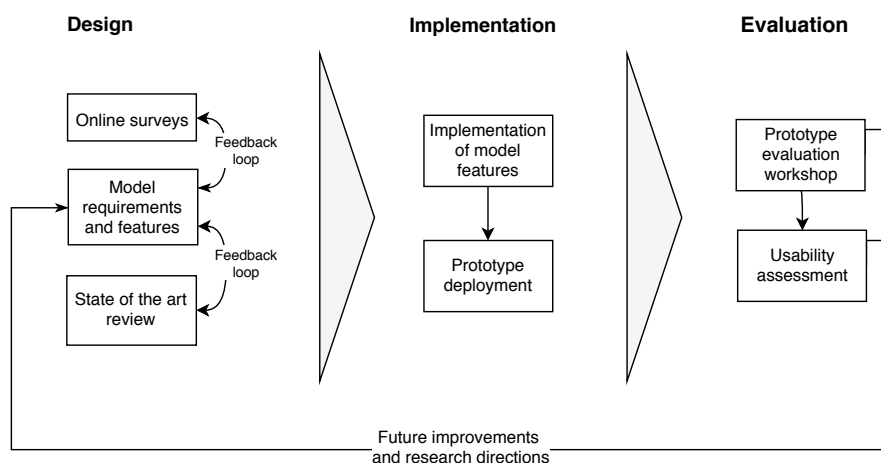 Design
Implementation
Evaluation
Online surveys
Feedback
loop
Model
requirements
and features
Feedback
loop
State of the art
review
Implementation
of model
features
Prototype
deployment
Prototype
evaluation
workshop
Usability
assessment
Future improvements
and research directions